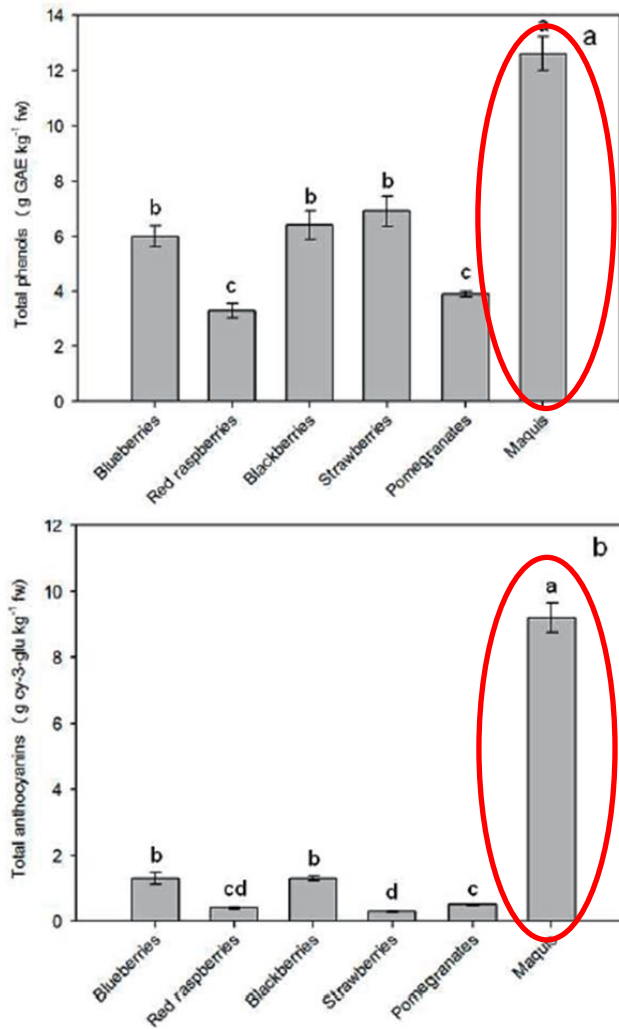 14
12
10
8
6
4
2
0
Total phenols ( g GAE kg⁻¹ fw)
a
b
c
b
b
c
a
Blueberries
Red raspberries
Blackberries
Strawberries
Pomegranates
Maquis
12
10
8
6
4
2
0
Total anthocyanins ( g cy-3-glu kg⁻¹ fw)
b
b
cd
b
d
c
a
Blueberries
Red raspberries
Blackberries
Strawberries
Pomegranates
Maquis